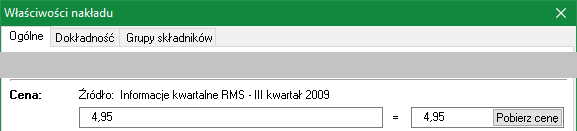 Właściwości nakładu
Ogólne Dokładność Grupy składników
Cena: Źródło: Informacje kwartalne RMS - III kwartał 2009
4,95 = 4,95 Pobierz cenę